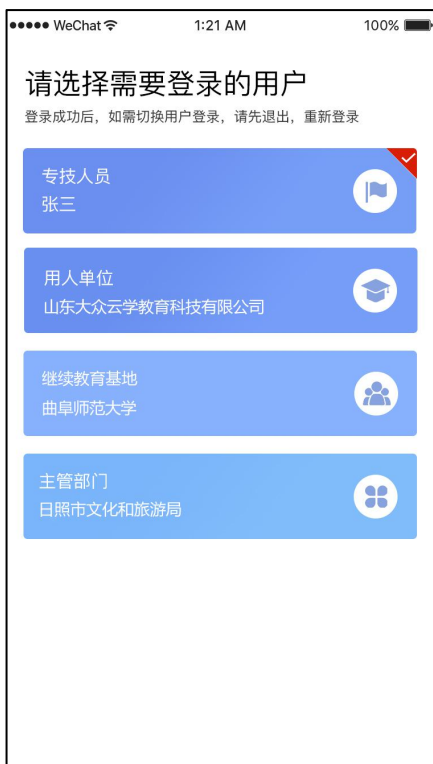 ●●●●● WeChat 1:21 AM 100%
请选择需要登录的用户
登录成功后，如需切换用户登录，请先退出，重新登录
专技人员
张三
用人单位
山东大众云学教育科技有限公司
继续教育基地
曲阜师范大学
主管部门
日照市文化和旅游局